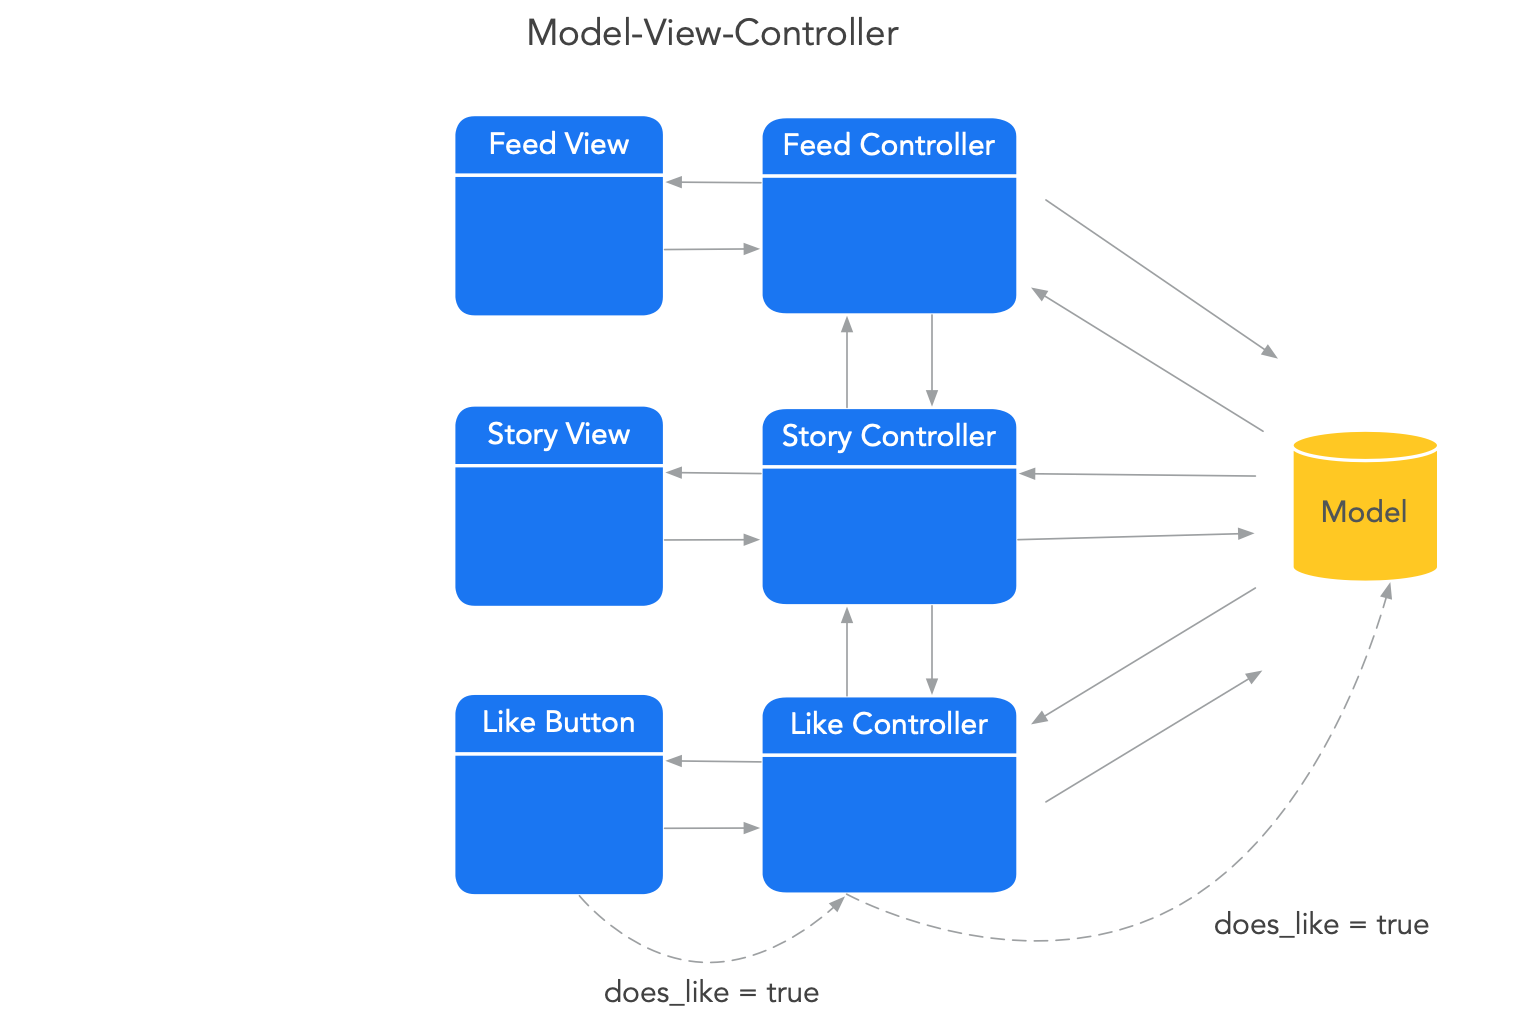 Model-View-Controller
Feed View
Feed Controller
Story View
Story Controller
Model
Like Button
Like Controller
does_like = true
does_like = true